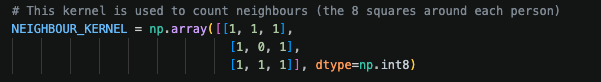 # This kernel is used to count neighbours (the 8 squares around each person)
NEIGHBOUR_KERNEL = np.array([[1, 1, 1],
[1, 0, 1],
[1, 1, 1]], dtype=np.int8)